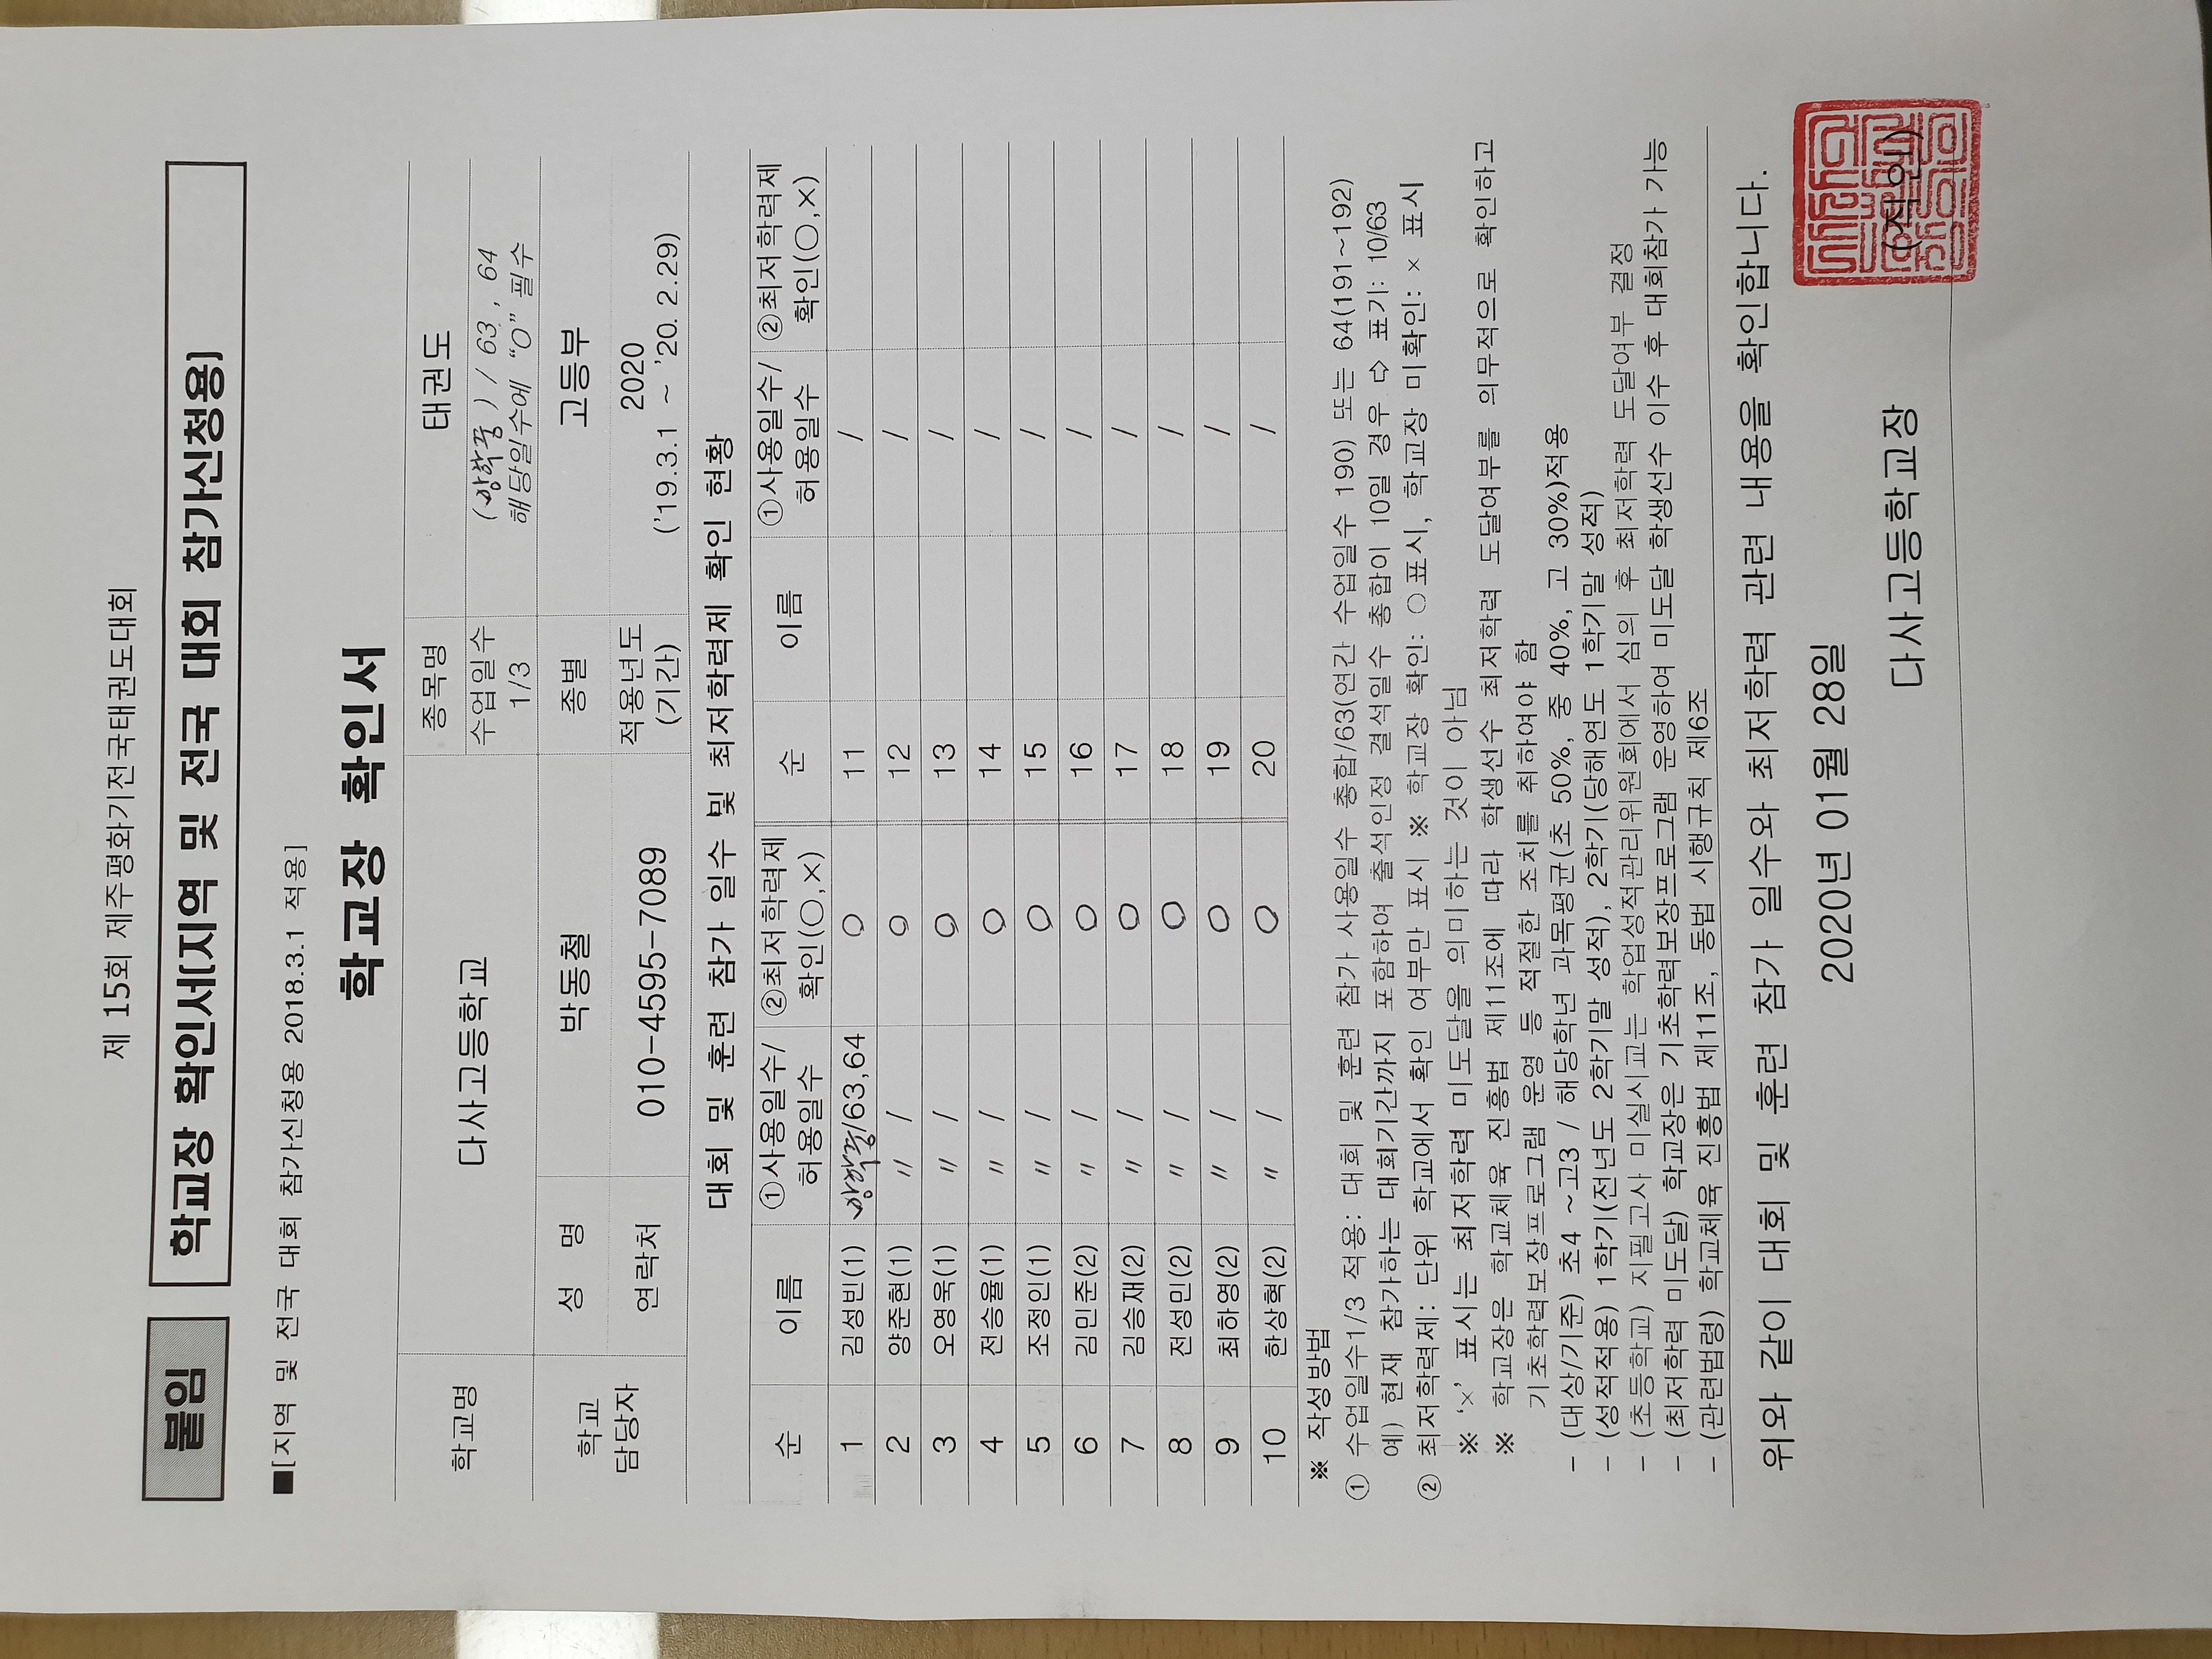 제 15회 제주평화기전국태권도대회
붙임 학교장 확인서[지역 및 전국 대회 참가신청용]
■[지역 및 전국 대회 참가신청용 2018.3.1 적용]
학교장 확인서
학교명 다사고등학교 종목명 태권도
수업일수 1/3 (방학중) / 63, 64
해당일수에 "O" 필수
학교 담당자 성 명 박동철 종별 고등부
연락처 010-4595-7089 적용년도 (기간) 2020
('19.3.1 ~ '20. 2.29)
대회 및 훈련 참가 일수 및 최저학력제 확인 현황
순 이름 ①사용일수/허용일수 ②최저학력제 확인(○,×) 순 이름 ①사용일수/허용일수 ②최저학력제 확인(○,×)
1 김성빈(1) 방학중/63,64 ○ 11 /
2 양준현(1) 〃 / ○ 12 /
3 오영욱(1) 〃 / ○ 13 /
4 전승율(1) 〃 / ○ 14 /
5 조정인(1) 〃 / ○ 15 /
6 김민준(2) 〃 / ○ 16 /
7 김승재(2) 〃 / ○ 17 /
8 전성민(2) 〃 / ○ 18 /
9 최하영(2) 〃 / ○ 19 /
10 한상혁(2) 〃 / ○ 20 /
※ 작성방법
① 수업일수1/3 적용: 대회 및 훈련 참가 사용일수 총합/63(연간 수업일수 190) 또는 64(191~192)
예) 현재 참가하는 대회기간까지 포함하여 출석인정 결석일수 총합이 10일 경우 ⇨ 표기: 10/63
② 최저학력제: 단위 학교에서 확인 여부만 표시 ※ 학교장 확인: ○표시, 학교장 미확인: × 표시
※ '×' 표시는 최저학력 미도달을 의미하는 것이 아님
※ 학교장은 학교체육 진흥법 제11조에 따라 학생선수 최저학력 도달여부를 의무적으로 확인하고
기초학력보장프로그램 운영 등 적절한 조치를 취하여야 함
- (대상/기준) 초4 ~고3 / 해당학년 과목평균(초 50%, 중 40%, 고 30%)적용
- (성적적용) 1학기(전년도 2학기말 성적), 2학기(당해연도 1학기말 성적)
- (초등학교) 지필고사 미실시교는 학업성적관리위원회에서 심의 후 최저학력 도달여부 결정
- (최저학력 미도달) 학교장은 기초학력보장프로그램 운영하여 미도달 학생선수 이수 후 대회참가 가능
- (관련법령) 학교체육 진흥법 제11조, 동법 시행규칙 제6조
위와 같이 대회 및 훈련 참가 일수와 최저학력 관련 내용을 확인합니다.
2020년 01월 28일
다사고등학교장 (직인)